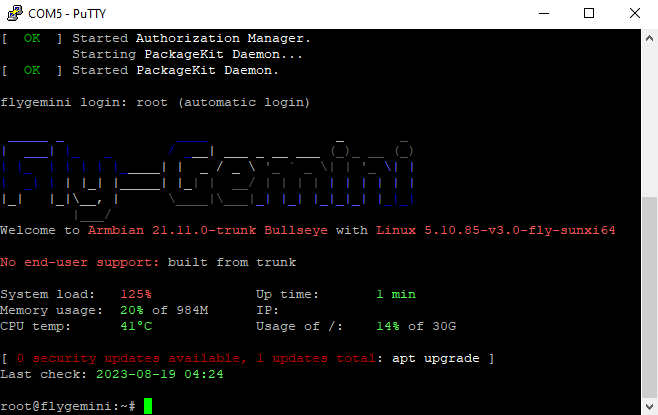 COM5 - PuTTY
[  OK  ] Started Authorization Manager.
         Starting PackageKit Daemon...
[  OK  ] Started PackageKit Daemon.
flygemini login: root (automatic login)
Fly-Gemini
Welcome to Armbian 21.11.0-trunk Bullseye with Linux 5.10.85-v3.0-fly-sunxi64
No end-user support: built from trunk
System load:   125%             Up time:       1 min
Memory usage:  20% of 984M      IP:
CPU temp:      41°C             Usage of /:    14% of 30G
[ 0 security updates available, 1 updates total: apt upgrade ]
Last check: 2023-08-19 04:24
root@flygemini:~#